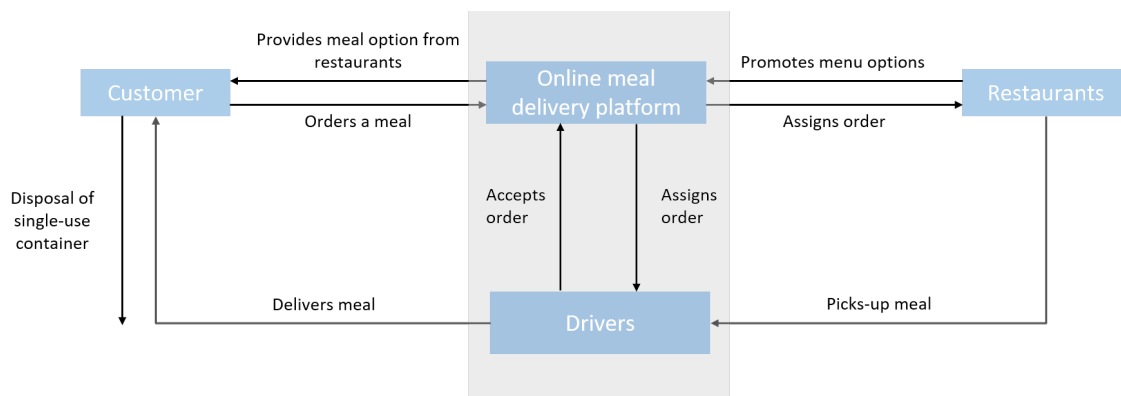 Provides meal option from
restaurants
Promotes menu options
Customer
Online meal
delivery platform
Restaurants
Orders a meal
Assigns order
Disposal of
single-use
container
Accepts
order
Assigns
order
Delivers meal
Picks-up meal
Drivers